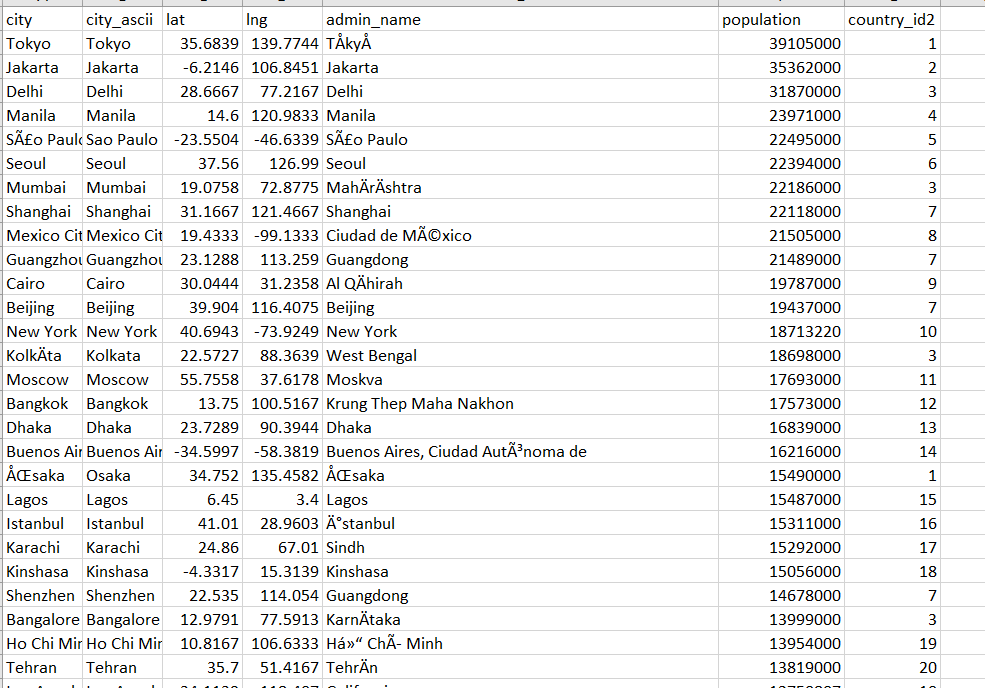 city city_ascii lat lng admin_name population country_id2
Tokyo Tokyo 35.6839 139.7744 TÅkyÅ 39105000 1
Jakarta Jakarta -6.2146 106.8451 Jakarta 35362000 2
Delhi Delhi 28.6667 77.2167 Delhi 31870000 3
Manila Manila 14.6 120.9833 Manila 23971000 4
SÃ£o Paulo Sao Paulo -23.5504 -46.6339 SÃ£o Paulo 22495000 5
Seoul Seoul 37.56 126.99 Seoul 22394000 6
Mumbai Mumbai 19.0758 72.8775 MahÄrÄshtra 22186000 3
Shanghai Shanghai 31.1667 121.4667 Shanghai 22118000 7
Mexico Cit Mexico Cit 19.4333 -99.1333 Ciudad de MÃ©xico 21505000 8
Guangzhou Guangzhou 23.1288 113.259 Guangdong 21489000 7
Cairo Cairo 30.0444 31.2358 Al QÄhirah 19787000 9
Beijing Beijing 39.904 116.4075 Beijing 19437000 7
New York New York 40.6943 -73.9249 New York 18713220 10
KolkÄta Kolkata 22.5727 88.3639 West Bengal 18698000 3
Moscow Moscow 55.7558 37.6178 Moskva 17693000 11
Bangkok Bangkok 13.75 100.5167 Krung Thep Maha Nakhon 17573000 12
Dhaka Dhaka 23.7289 90.3944 Dhaka 16839000 13
Buenos Air Buenos Air -34.5997 -58.3819 Buenos Aires, Ciudad AutÃ³noma de 16216000 14
ÅŒsaka Osaka 34.752 135.4582 ÅŒsaka 15490000 1
Lagos Lagos 6.45 3.4 Lagos 15487000 15
Istanbul Istanbul 41.01 28.9603 Ä°stanbul 15311000 16
Karachi Karachi 24.86 67.01 Sindh 15292000 17
Kinshasa Kinshasa -4.3317 15.3139 Kinshasa 15056000 18
Shenzhen Shenzhen 22.535 114.054 Guangdong 14678000 7
Bangalore Bangalore 12.9791 77.5913 KarnÄtaka 13999000 3
Ho Chi Min Ho Chi Min 10.8167 106.6333 Há»“ ChÃ- Minh 13954000 19
Tehran Tehran 35.7 51.4167 TehrÄn 13819000 20